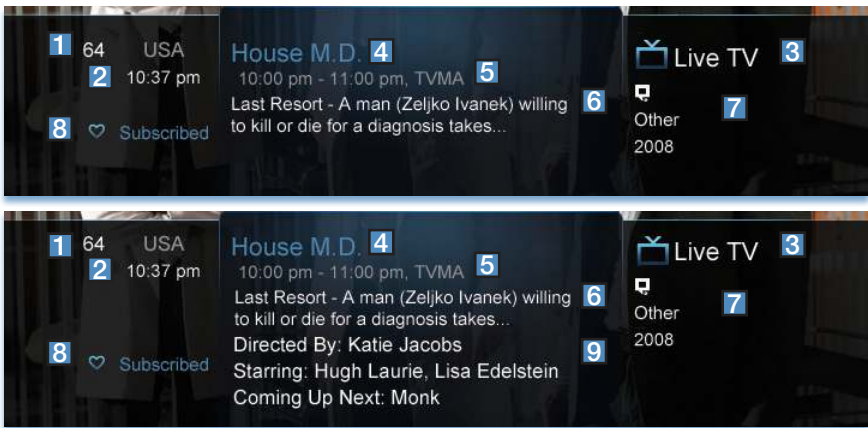 1 64 USA
2 10:37 pm
8 Subscribed
House M.D. 4
10:00 pm - 11:00 pm, TVMA 5
Last Resort - A man (Zeljko Ivanek) willing 6
to kill or die for a diagnosis takes...
Live TV 3
7
Other
2008
1 64 USA
2 10:37 pm
8 Subscribed
House M.D. 4
10:00 pm - 11:00 pm, TVMA 5
Last Resort - A man (Zeljko Ivanek) willing 6
to kill or die for a diagnosis takes...
Directed By: Katie Jacobs 9
Starring: Hugh Laurie, Lisa Edelstein
Coming Up Next: Monk
Live TV 3
7
Other
2008